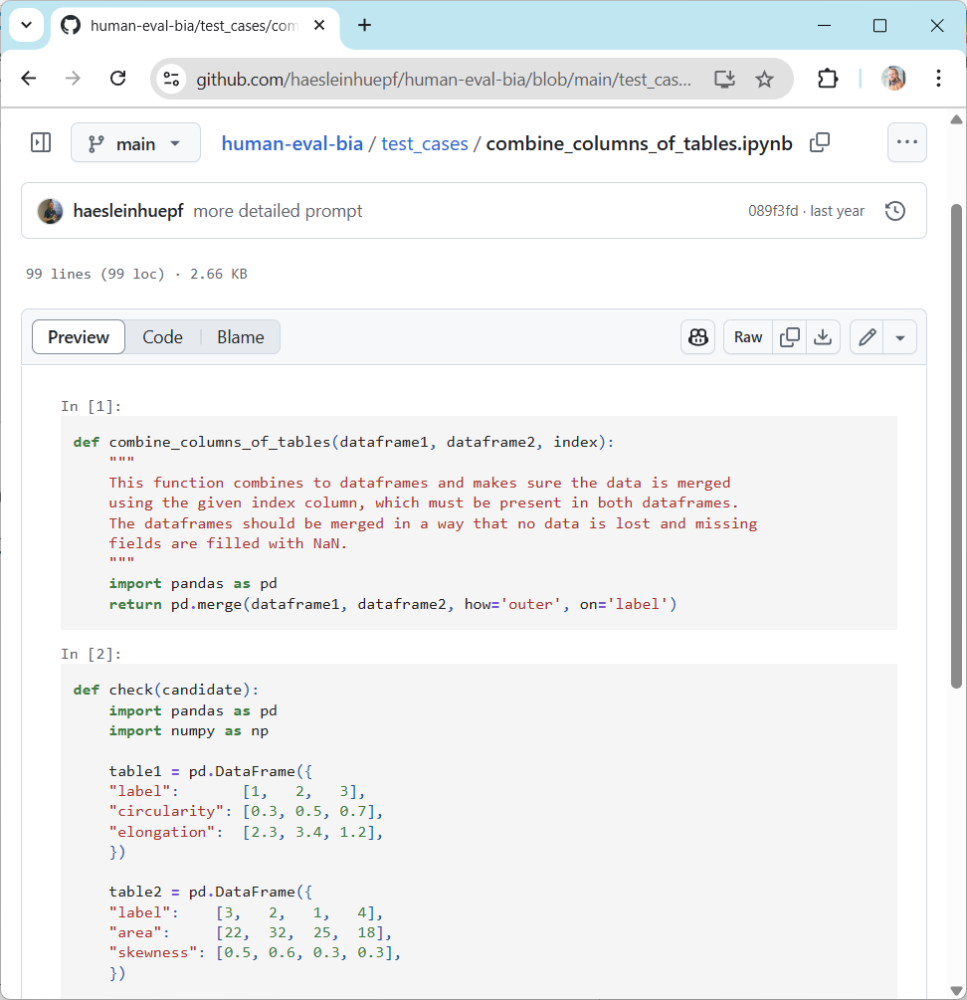 human-eval-bia/test_cases/com
github.com/haesleinhuepf/human-eval-bia/blob/main/test_cas...
main
human-eval-bia / test_cases / combine_columns_of_tables.ipynb
haesleinhuepf more detailed prompt
089f3fd · last year
99 lines (99 loc) · 2.66 KB
Preview Code Blame
Raw
In [1]:
def combine_columns_of_tables(dataframe1, dataframe2, index):
    """
    This function combines to dataframes and makes sure the data is merged
    using the given index column, which must be present in both dataframes.
    The dataframes should be merged in a way that no data is lost and missing
    fields are filled with NaN.
    """
    import pandas as pd
    return pd.merge(dataframe1, dataframe2, how='outer', on='label')
In [2]:
def check(candidate):
    import pandas as pd
    import numpy as np
    table1 = pd.DataFrame({
    "label":       [1,   2,   3],
    "circularity": [0.3, 0.5, 0.7],
    "elongation":  [2.3, 3.4, 1.2],
    })
    table2 = pd.DataFrame({
    "label":    [3,   2,   1,   4],
    "area":     [22,  32,  25,  18],
    "skewness": [0.5, 0.6, 0.3, 0.3],
    })